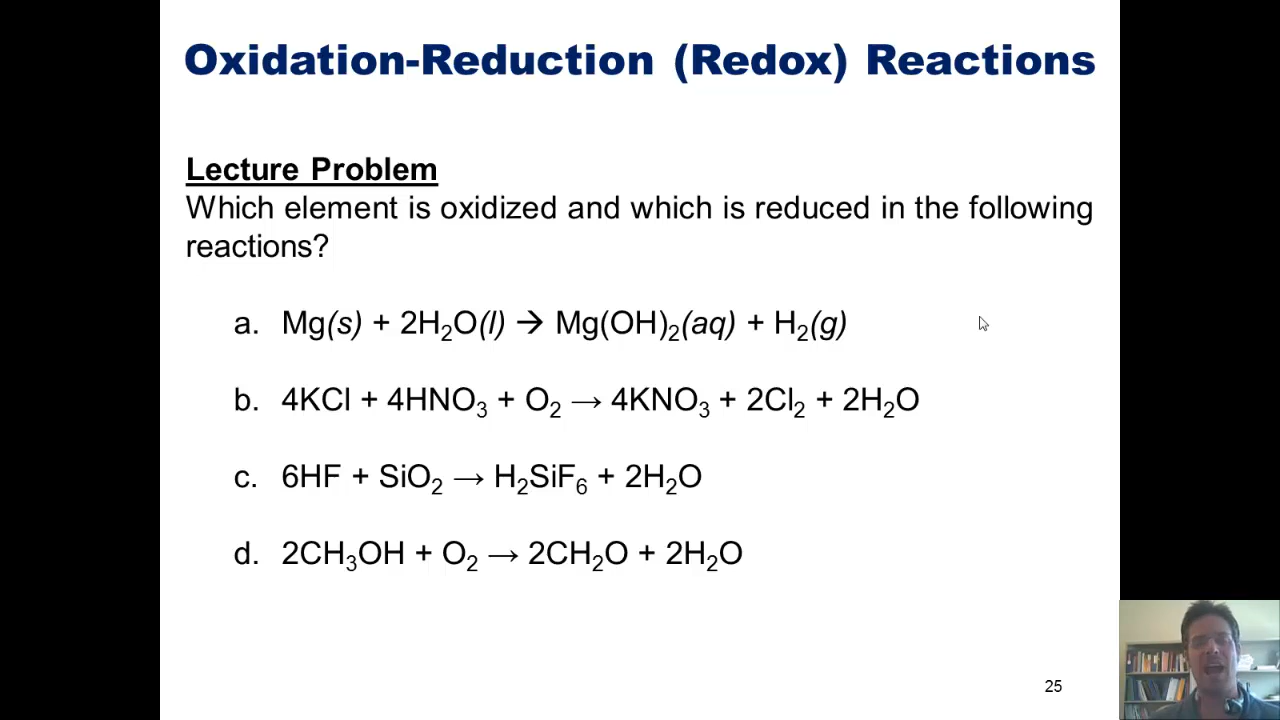 Oxidation-Reduction (Redox) Reactions
Lecture Problem
Which element is oxidized and which is reduced in the following
reactions?
a. Mg(s) + 2H₂O(l) → Mg(OH)₂(aq) + H₂(g)
b. 4KCl + 4HNO₃ + O₂ → 4KNO₃ + 2Cl₂ + 2H₂O
c. 6HF + SiO₂ → H₂SiF₆ + 2H₂O
d. 2CH₃OH + O₂ → 2CH₂O + 2H₂O
25